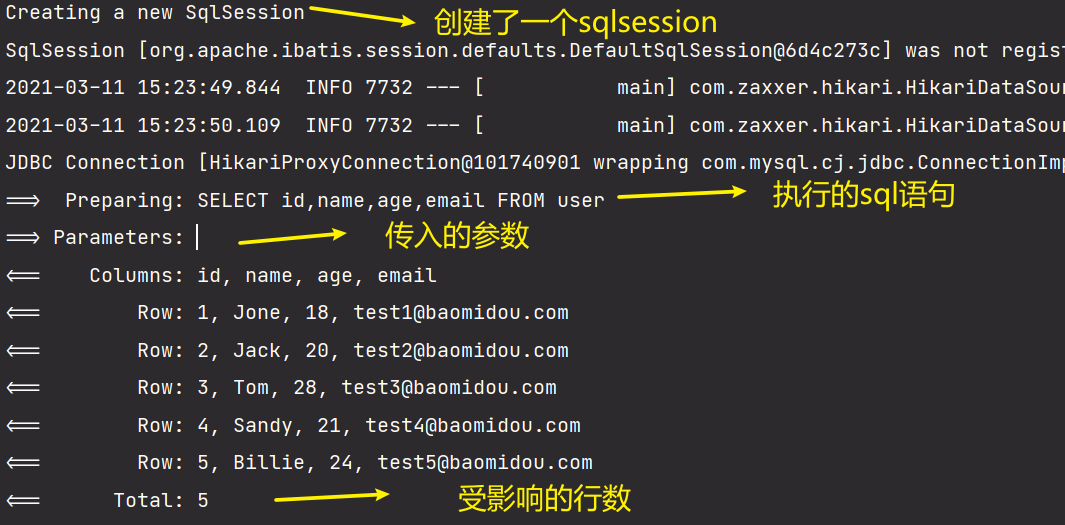 Creating a new SqlSession
创建了一个sqlsession
SqlSession [org.apache.ibatis.session.defaults.DefaultSqlSession@6d4c273c] was not regist
2021-03-11 15:23:49.844  INFO 7732 --- [           main] com.zaxxer.hikari.HikariDataSour
2021-03-11 15:23:50.109  INFO 7732 --- [           main] com.zaxxer.hikari.HikariDataSour
JDBC Connection [HikariProxyConnection@101740901 wrapping com.mysql.cj.jdbc.ConnectionImp
==>  Preparing: SELECT id,name,age,email FROM user
执行的sql语句
==> Parameters:
传入的参数
<==    Columns: id, name, age, email
<==        Row: 1, Jone, 18, test1@baomidou.com
<==        Row: 2, Jack, 20, test2@baomidou.com
<==        Row: 3, Tom, 28, test3@baomidou.com
<==        Row: 4, Sandy, 21, test4@baomidou.com
<==        Row: 5, Billie, 24, test5@baomidou.com
<==      Total: 5
受影响的行数